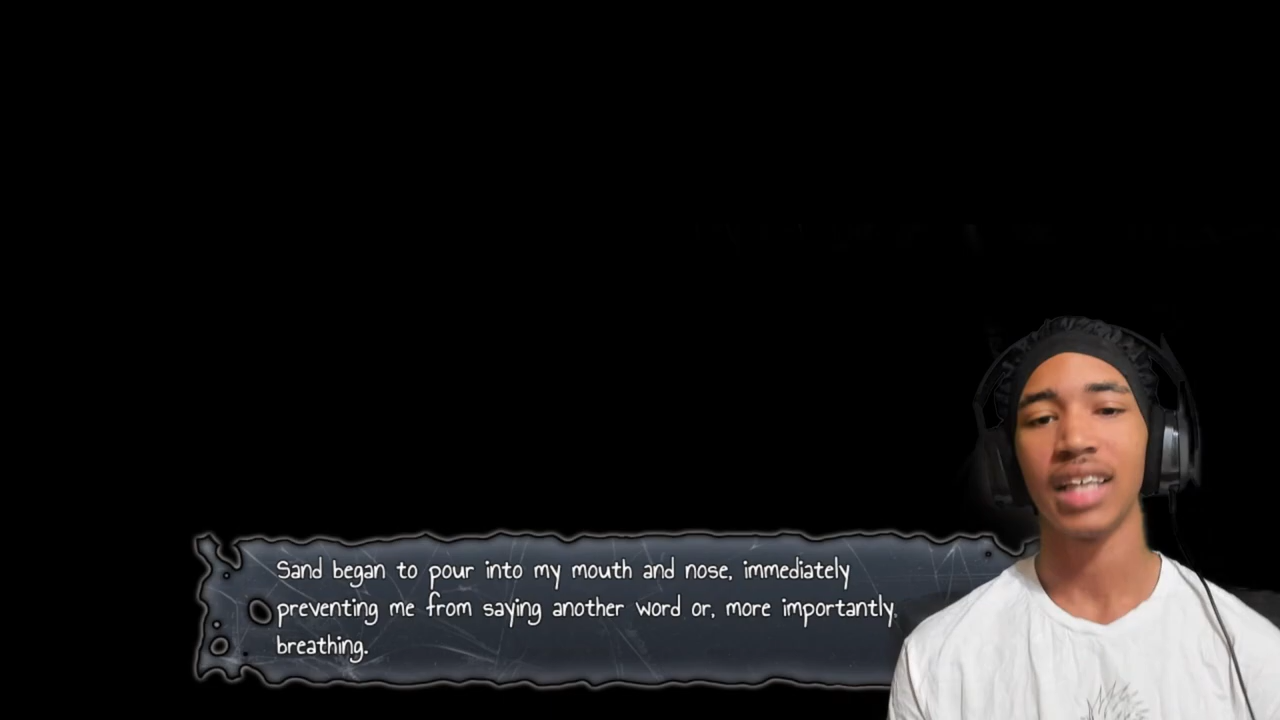 Sand began to pour into my mouth and nose, immediately
preventing me from saying another word or, more importantly,
breathing.